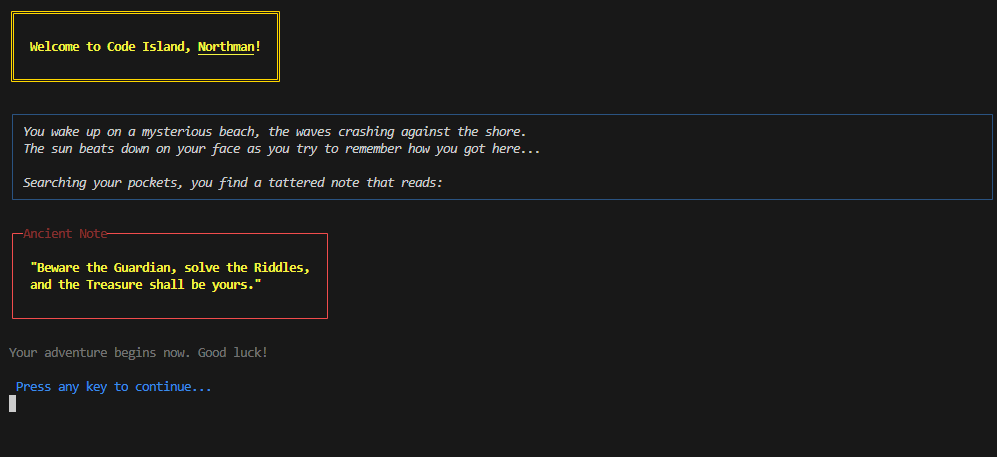 Welcome to Code Island, Northman!
You wake up on a mysterious beach, the waves crashing against the shore.
The sun beats down on your face as you try to remember how you got here...
Searching your pockets, you find a tattered note that reads:
Ancient Note
"Beware the Guardian, solve the Riddles,
and the Treasure shall be yours."
Your adventure begins now. Good luck!
Press any key to continue...